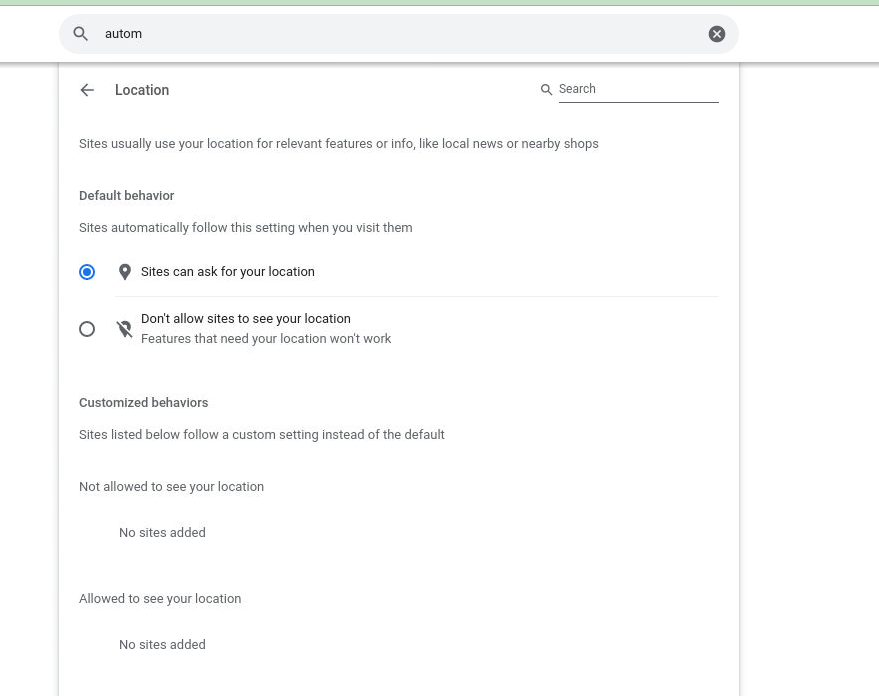 autom
Location
Search
Sites usually use your location for relevant features or info, like local news or nearby shops
Default behavior
Sites automatically follow this setting when you visit them
Sites can ask for your location
Don't allow sites to see your location
Features that need your location won't work
Customized behaviors
Sites listed below follow a custom setting instead of the default
Not allowed to see your location
No sites added
Allowed to see your location
No sites added